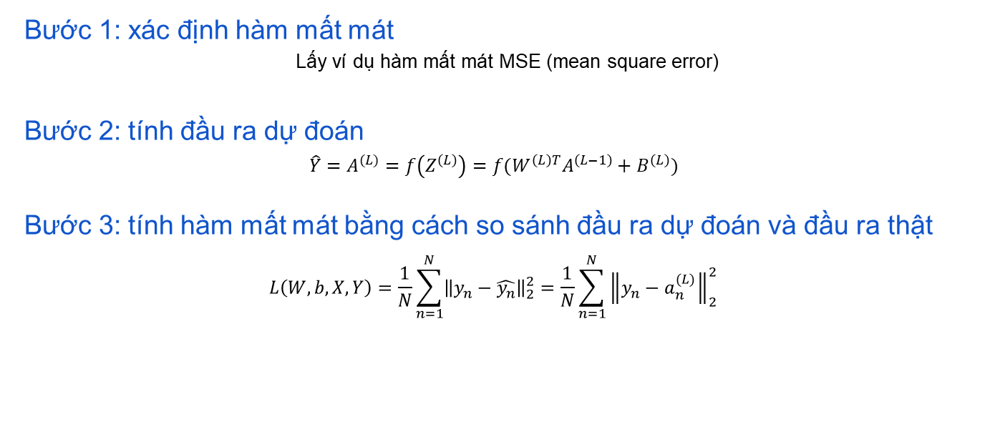 Bước 1: xác định hàm mất mát
Lấy ví dụ hàm mất mát MSE (mean square error)
Bước 2: tính đầu ra dự đoán
$\hat{Y} = A^{(L)} = f(Z^{(L)}) = f(W^{(L)T} A^{(L-1)} + B^{(L)})$
Bước 3: tính hàm mất mát bằng cách so sánh đầu ra dự đoán và đầu ra thật
$L(W, b, X, Y) = \frac{1}{N} \sum_{n=1}^{N} \|y_n - \widehat{y_n}\|_2^2 = \frac{1}{N} \sum_{n=1}^{N} \left\| y_n - a_n^{(L)} \right\|_2^2$